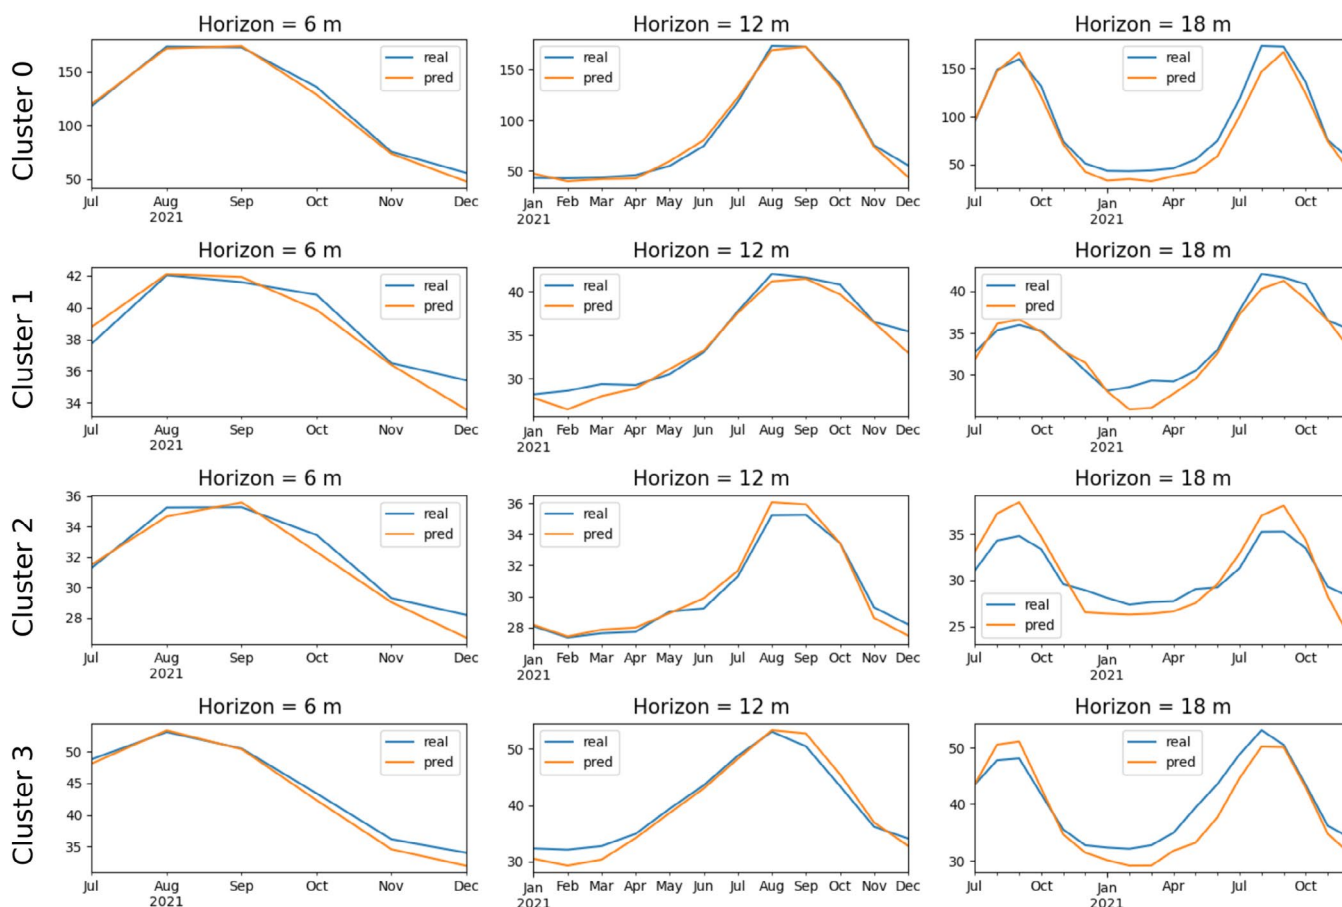 Horizon = 6 m
Horizon = 12 m
Horizon = 18 m
Cluster 0
150
100
50
real
pred
Jul Aug Sep Oct Nov Dec
2021
150
100
50
real
pred
Jan Feb Mar Apr May Jun Jul Aug Sep Oct Nov Dec
2021
150
100
50
real
pred
Jul Oct Jan Apr Jul Oct
2021
Horizon = 6 m
Horizon = 12 m
Horizon = 18 m
Cluster 1
42
40
38
36
34
real
pred
Jul Aug Sep Oct Nov Dec
2021
40
35
30
real
pred
Jan Feb Mar Apr May Jun Jul Aug Sep Oct Nov Dec
2021
40
35
30
real
pred
Jul Oct Jan Apr Jul Oct
2021
Horizon = 6 m
Horizon = 12 m
Horizon = 18 m
Cluster 2
36
34
32
30
28
real
pred
Jul Aug Sep Oct Nov Dec
2021
36
34
32
30
28
real
pred
Jan Feb Mar Apr May Jun Jul Aug Sep Oct Nov Dec
2021
35
30
25
real
pred
Jul Oct Jan Apr Jul Oct
2021
Horizon = 6 m
Horizon = 12 m
Horizon = 18 m
Cluster 3
50
45
40
35
real
pred
Jul Aug Sep Oct Nov Dec
2021
50
40
30
real
pred
Jan Feb Mar Apr May Jun Jul Aug Sep Oct Nov Dec
2021
50
40
30
real
pred
Jul Oct Jan Apr Jul Oct
2021